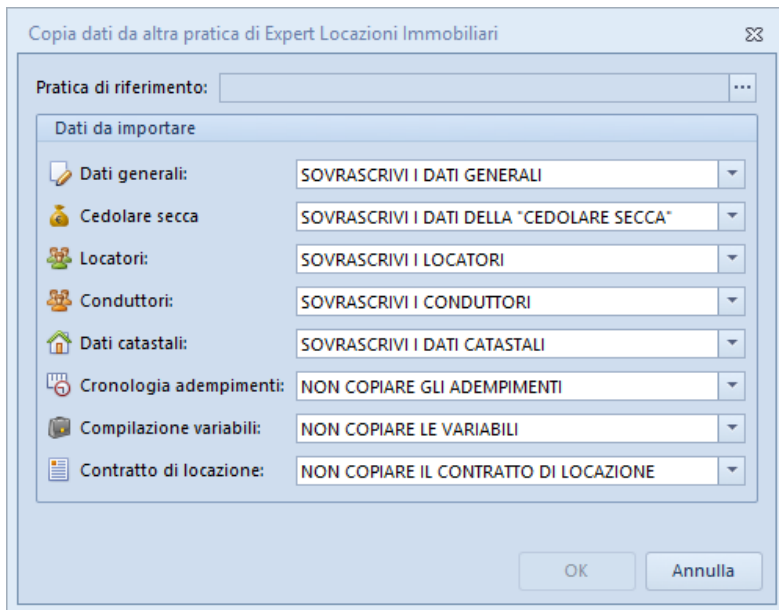 Copia dati da altra pratica di Expert Locazioni Immobiliari
Pratica di riferimento: ...
Dati da importare
Dati generali: SOVRASCRIVI I DATI GENERALI
Cedolare secca SOVRASCRIVI I DATI DELLA "CEDOLARE SECCA"
Locatori: SOVRASCRIVI I LOCATORI
Conduttori: SOVRASCRIVI I CONDUTTORI
Dati catastali: SOVRASCRIVI I DATI CATASTALI
Cronologia adempimenti: NON COPIARE GLI ADEMPIMENTI
Compilazione variabili: NON COPIARE LE VARIABILI
Contratto di locazione: NON COPIARE IL CONTRATTO DI LOCAZIONE
OK Annulla